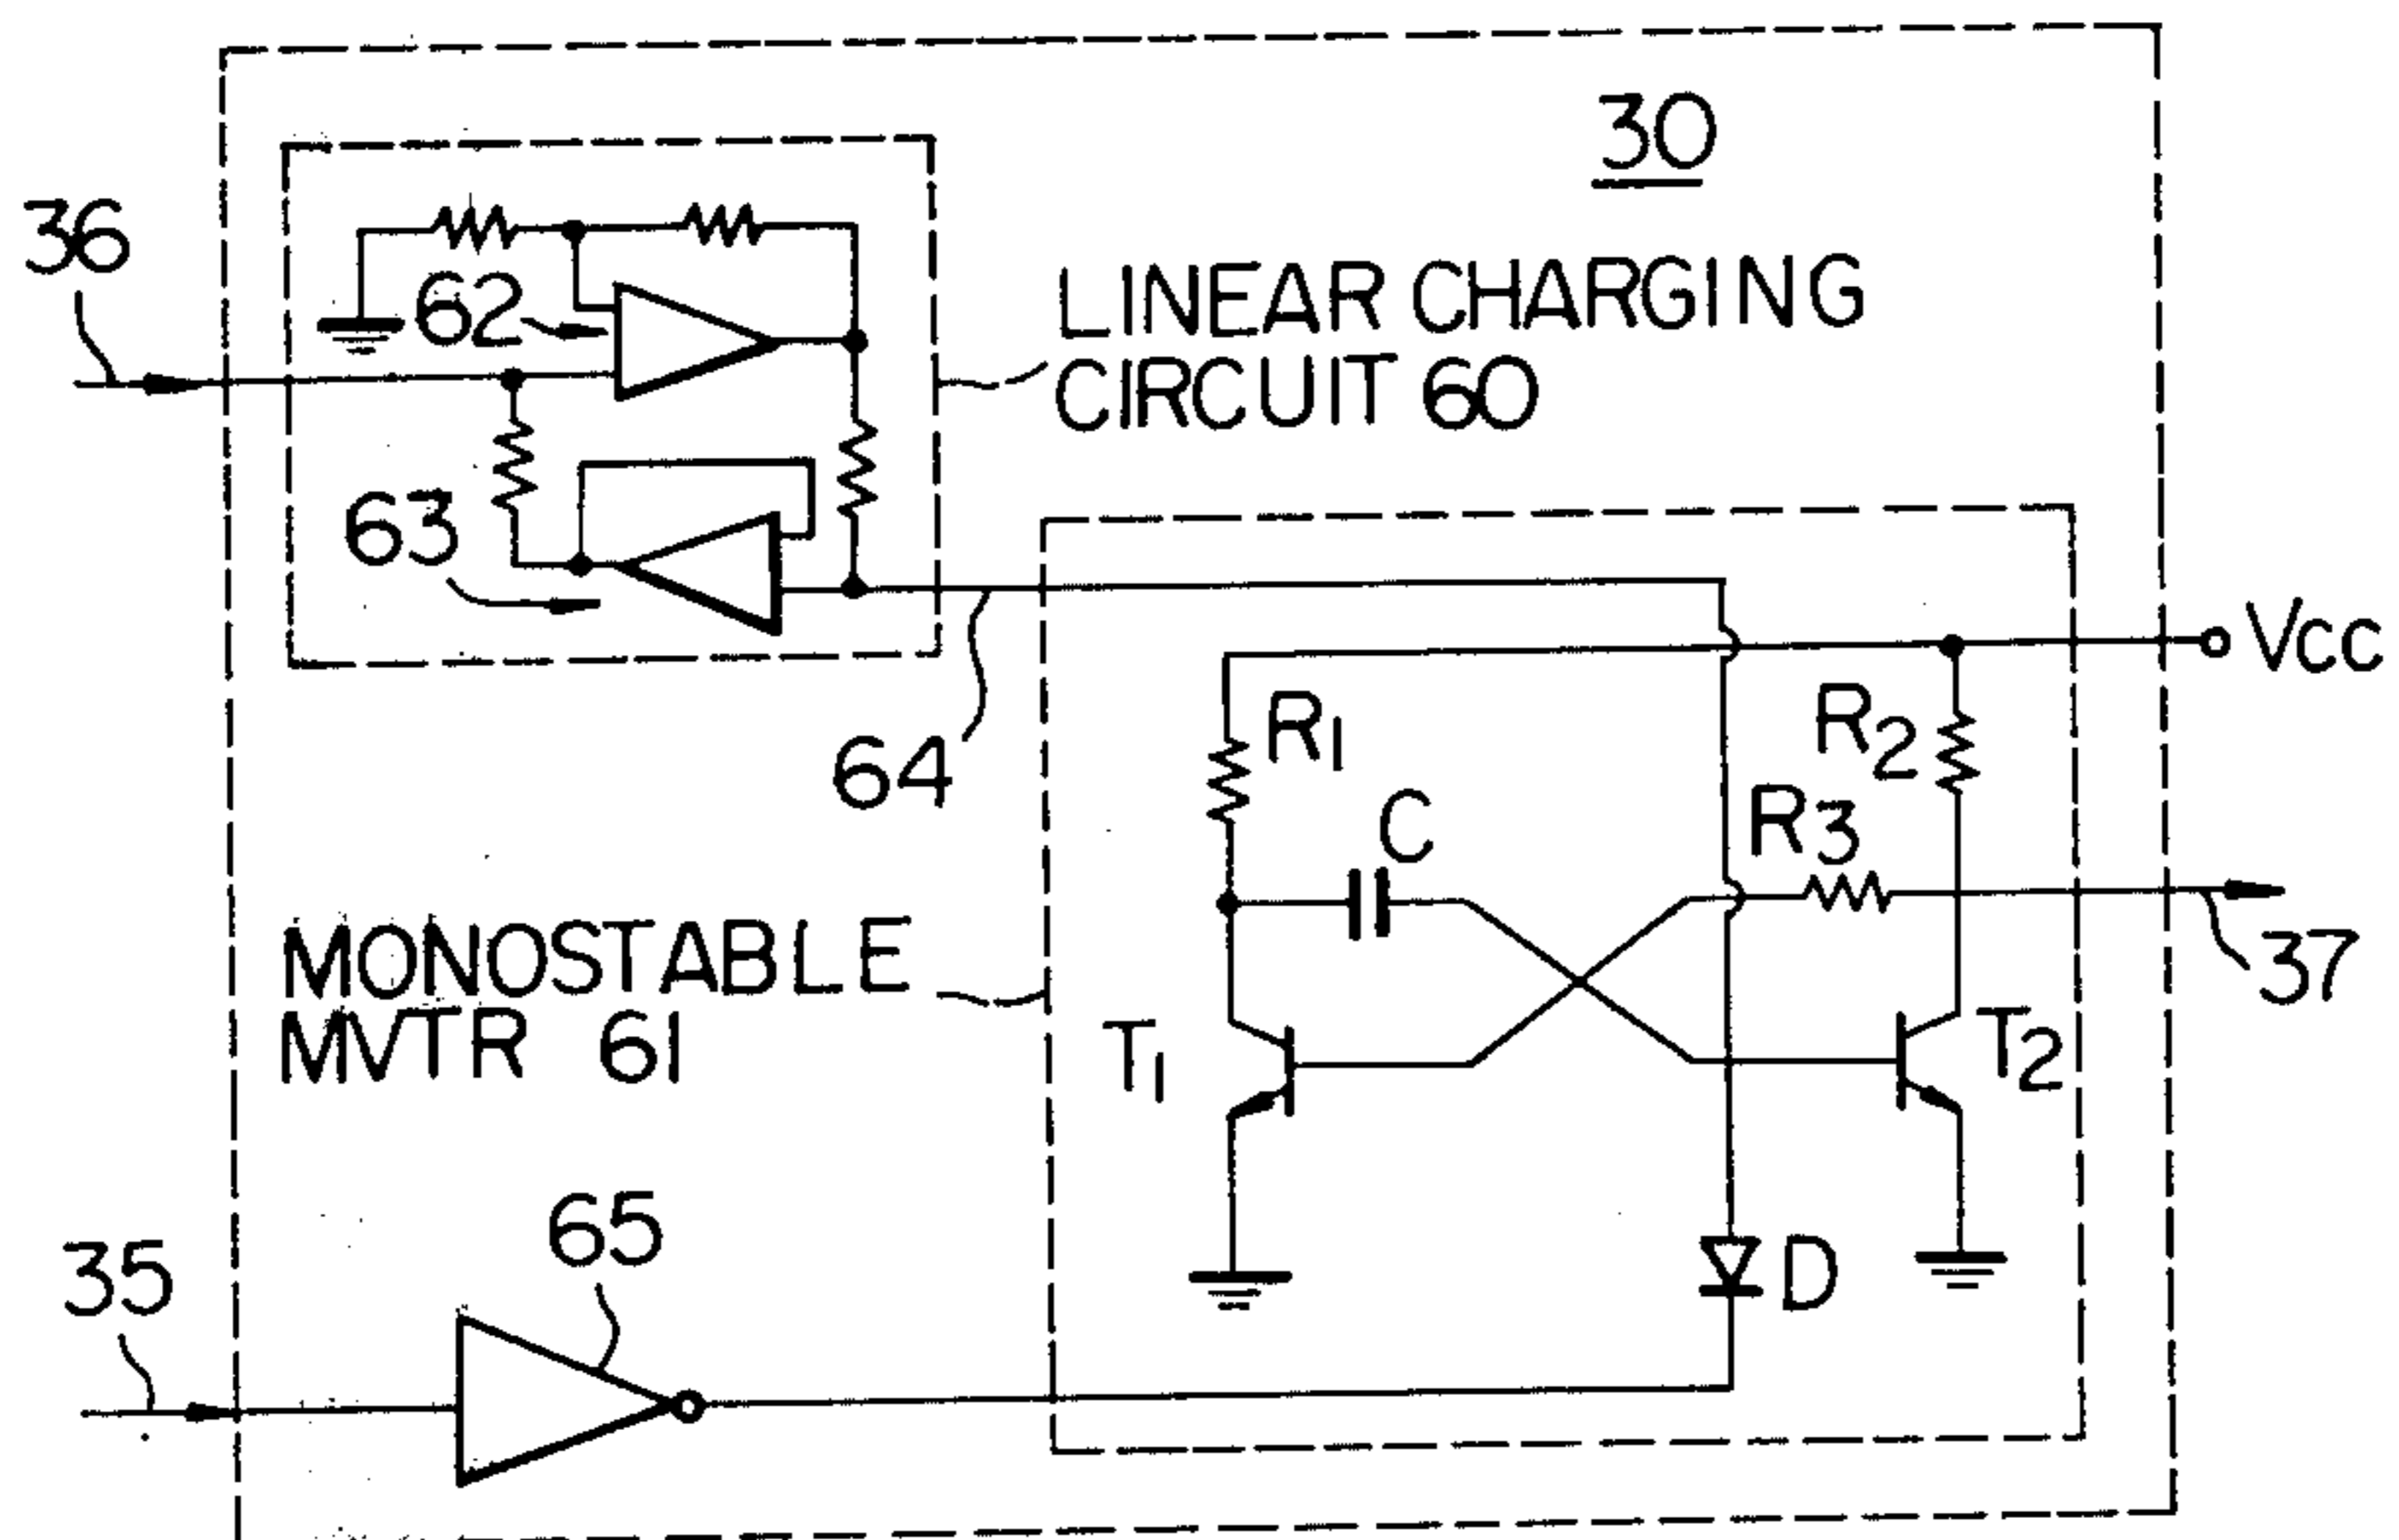 30
36
62
LINEAR CHARGING
CIRCUIT 60
63
Vcc
R1
R2
64
C
R3
MONOSTABLE
MVTR 61
37
T1
T2
65
35
D